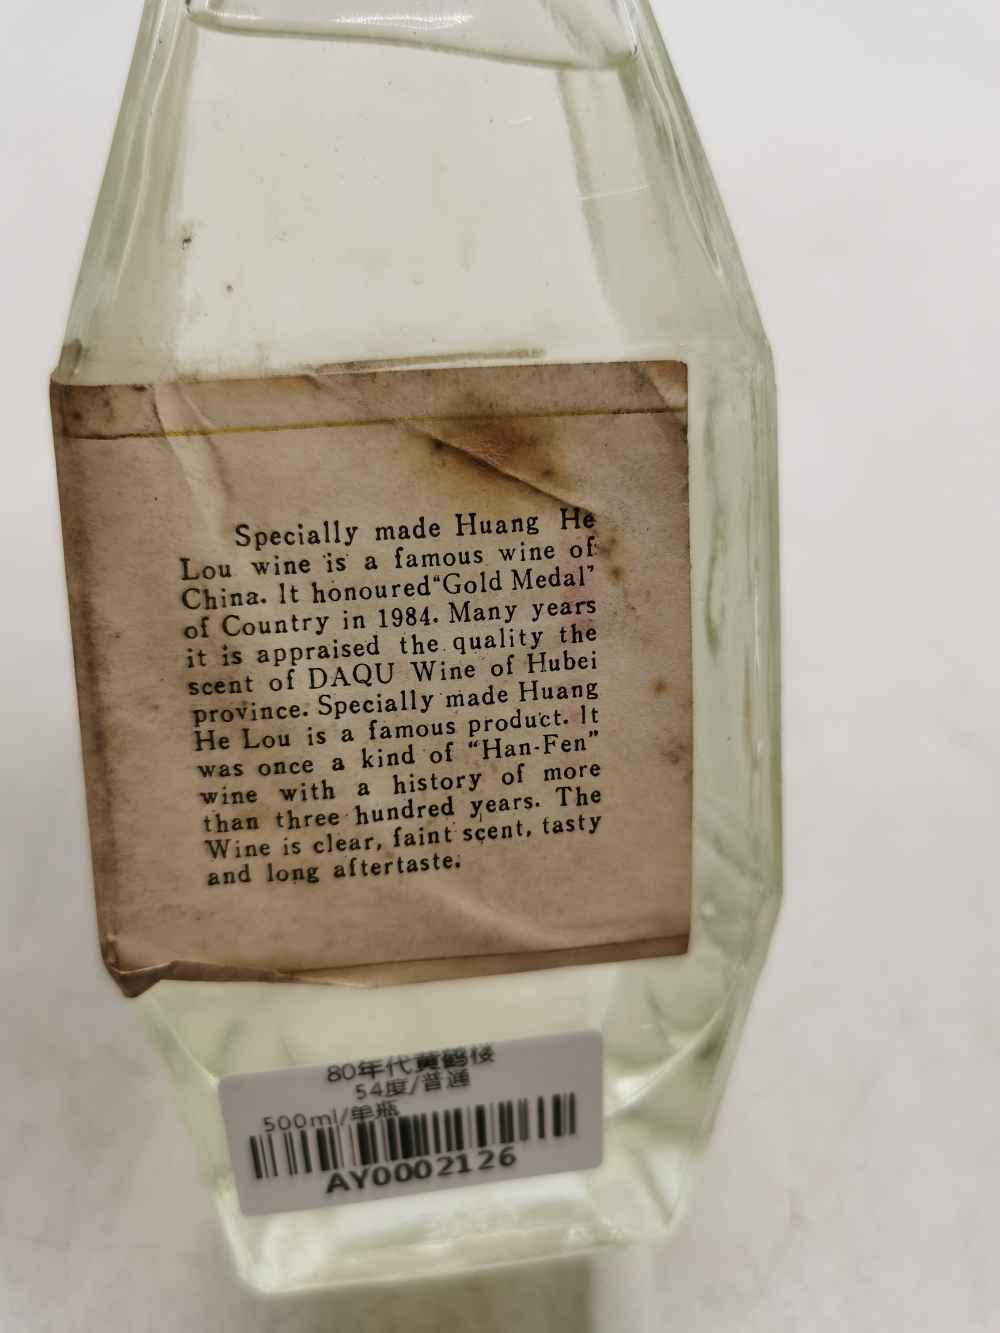 Specially made Huang He
Lou wine is a famous wine of
China. It honoured "Gold Medal"
of Country in 1984. Many years
it is appraised the quality the
scent of DAQU Wine of Hubei
province. Specially made Huang
He Lou is a famous product. It
was once a kind of "Han-Fen"
wine with a history of more
than three hundred years. The
Wine is clear, faint scent, tasty
and long aftertaste.
80年代黄鹤楼
54度/普通
500ml/单瓶
AY0002126